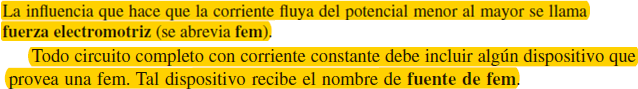 La influencia que hace que la corriente fluya del potencial menor al mayor se llama
fuerza electromotriz (se abrevia fem).
Todo circuito completo con corriente constante debe incluir algún dispositivo que
provea una fem. Tal dispositivo recibe el nombre de fuente de fem.